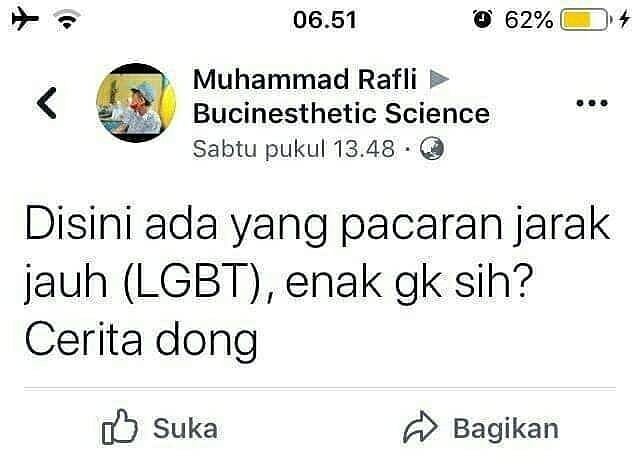 06.51
62%
Muhammad Rafli ▶
Bucinesthetic Science
Sabtu pukul 13.48 ·
Disini ada yang pacaran jarak
jauh (LGBT), enak gk sih?
Cerita dong
Suka
Bagikan